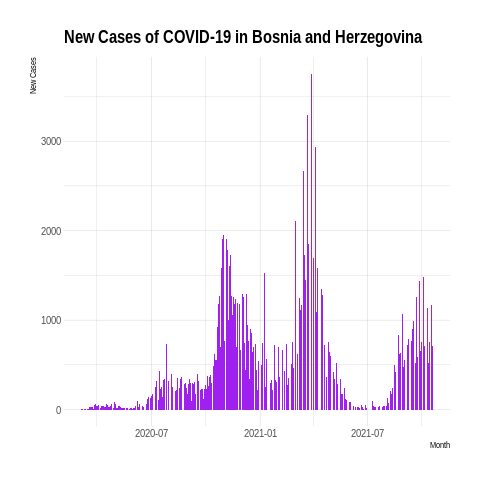 New Cases of COVID-19 in Bosnia and Herzegovina
New Cases
3000
2000
1000
0
2020-07
2021-01
2021-07
Month